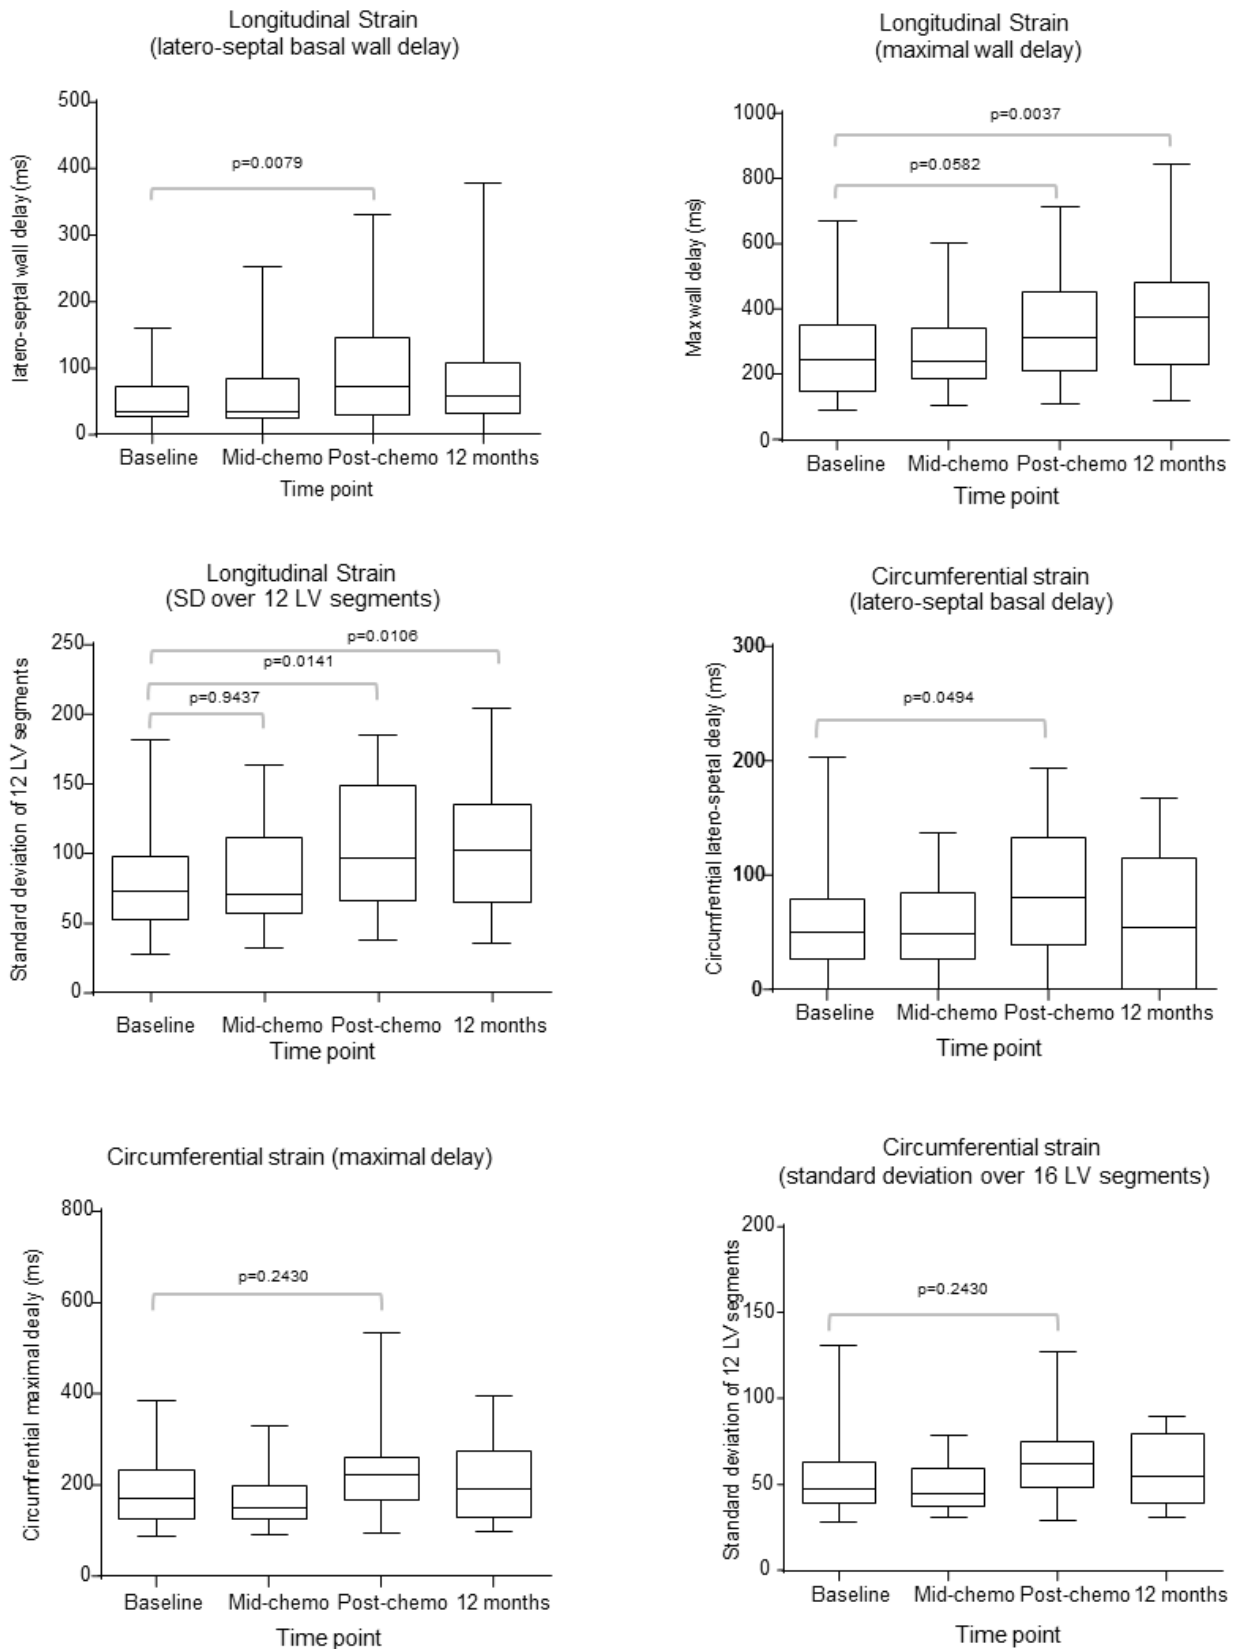 Longitudinal Strain
(latero-septal basal wall delay)
500
400
300
200
100
0
latero-septal wall delay (ms)
p=0.0079
Baseline Mid-chemo Post-chemo 12 months
Time point
Longitudinal Strain
(maximal wall delay)
1000
800
600
400
200
0
Max wall delay (ms)
p=0.0037
p=0.0582
Baseline Mid-chemo Post-chemo 12 months
Time point
Longitudinal Strain
(SD over 12 LV segments)
250
200
150
100
50
0
Standard deviation of 12 LV segments
p=0.0106
p=0.0141
p=0.9437
Baseline Mid-chemo Post-chemo 12 months
Time point
Circumferential strain
(latero-septal basal delay)
300
200
100
0
Circumfrential latero-spetal dealy (ms)
p=0.0494
Baseline Mid-chemo Post-chemo 12 months
Time point
Circumferential strain (maximal delay)
800
600
400
200
0
Circumfrential maximal dealy (ms)
p=0.2430
Baseline Mid-chemo Post-chemo 12 months
Time point
Circumferential strain
(standard deviation over 16 LV segments)
200
150
100
50
0
Standard deviation of 12 LV segments
p=0.2430
Baseline Mid-chemo Post-chemo 12 months
Time point